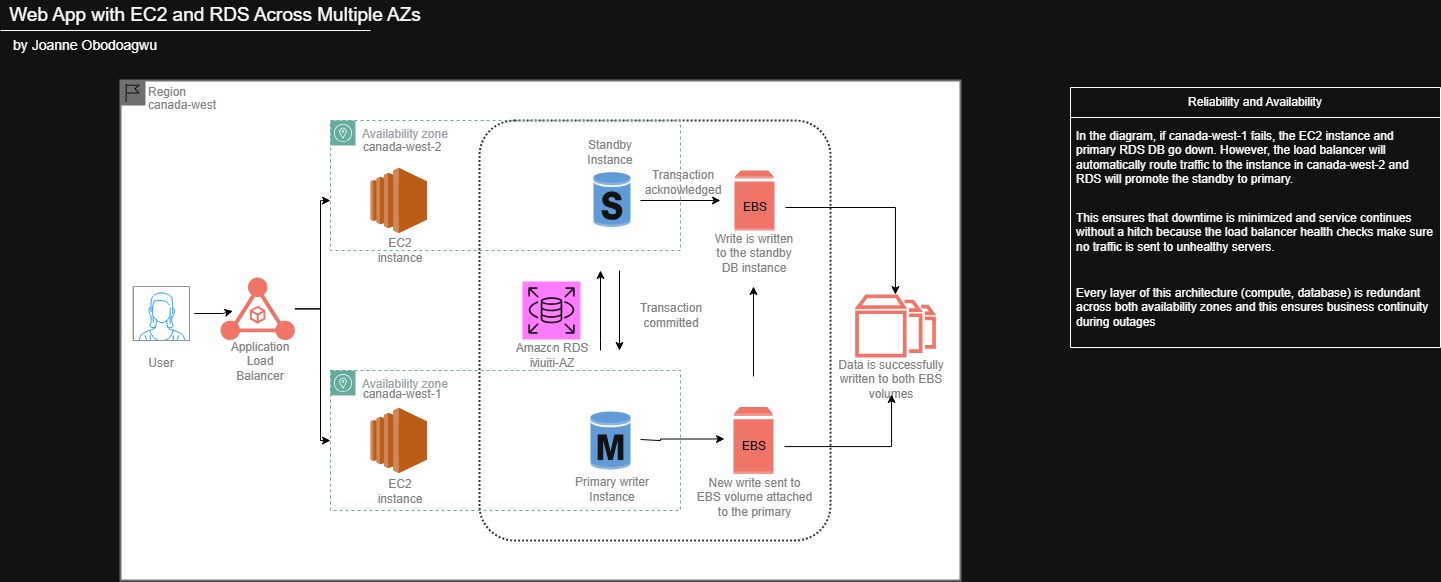 Web App with EC2 and RDS Across Multiple AZs
by Joanne Obodoagwu
Region
canada-west
Availability zone
canada-west-2
EC2
instance
Standby
Instance
S
Transaction
acknowledged
EBS
Write is written
to the standby
DB instance
User
Application
Load
Balancer
Amazon RDS
Multi-AZ
Transaction
committed
Data is successfully
written to both EBS
volumes
Availability zone
canada-west-1
EC2
instance
M
Primary writer
Instance
EBS
New write sent to
EBS volume attached
to the primary
Reliability and Availability
In the diagram, if canada-west-1 fails, the EC2 instance and
primary RDS DB go down. However, the load balancer will
automatically route traffic to the instance in canada-west-2 and
RDS will promote the standby to primary.
This ensures that downtime is minimized and service continues
without a hitch because the load balancer health checks make sure
no traffic is sent to unhealthy servers.
Every layer of this architecture (compute, database) is redundant
across both availability zones and this ensures business continuity
during outages